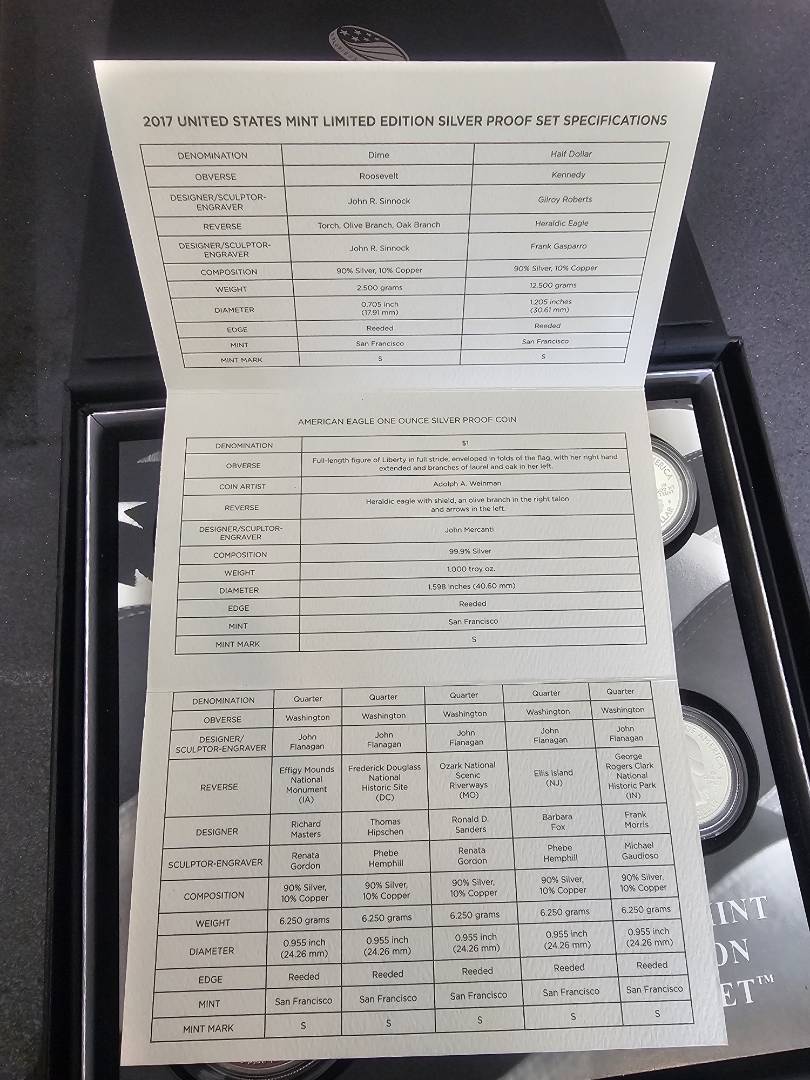 2017 UNITED STATES MINT LIMITED EDITION SILVER PROOF SET SPECIFICATIONS
DENOMINATION Dime Half Dollar
OBVERSE Roosevelt Kennedy
DESIGNER/SCULPTOR-
ENGRAVER John R. Sinnock Gilroy Roberts
REVERSE Torch, Olive Branch, Oak Branch Heraldic Eagle
DESIGNER/SCULPTOR-
ENGRAVER John R. Sinnock Frank Gasparro
COMPOSITION 90% Silver, 10% Copper 90% Silver, 10% Copper
WEIGHT 2.500 grams 12.500 grams
DIAMETER 0.705 inch 1.205 inches
(17.91 mm) (30.61 mm)
EDGE Reeded Reeded
MINT San Francisco San Francisco
MINT MARK S S
AMERICAN EAGLE ONE OUNCE SILVER PROOF COIN
DENOMINATION $1
OBVERSE Full-length figure of Liberty in full stride, enveloped in folds of the flag, with her right hand
extended and branches of laurel and oak in her left.
COIN ARTIST Adolph A. Weinman
REVERSE Heraldic eagle with shield, an olive branch in the right talon
and arrows in the left.
DESIGNER/SCUPLTOR-
ENGRAVER John Mercanti
COMPOSITION 99.9% Silver
WEIGHT 1.000 troy oz.
DIAMETER 1.598 inches (40.60 mm)
EDGE Reeded
MINT San Francisco
MINT MARK S
DENOMINATION Quarter Quarter Quarter Quarter Quarter
OBVERSE Washington Washington Washington Washington Washington
DESIGNER/ John John John John John
SCULPTOR-ENGRAVER Flanagan Flanagan Flanagan Flanagan Flanagan
REVERSE Effigy Mounds National Monument (IA) Frederick Douglass National Historic Site (DC) Ozark National Scenic Riverways (MO) Ellis Island (NJ) George Rogers Clark National Historic Park (IN)
DESIGNER Richard Masters Thomas Hipschen Ronald D. Sanders Barbara Fox Frank Morris
SCULPTOR-ENGRAVER Renata Gordon Phebe Hemphill Renata Gordon Phebe Hemphill Michael Gaudioso
COMPOSITION 90% Silver, 90% Silver, 90% Silver, 90% Silver, 90% Silver,
10% Copper 10% Copper 10% Copper 10% Copper 10% Copper
WEIGHT 6.250 grams 6.250 grams 6.250 grams 6.250 grams 6.250 grams
DIAMETER 0.955 inch 0.955 inch 0.955 inch 0.955 inch 0.955 inch
(24.26 mm) (24.26 mm) (24.26 mm) (24.26 mm) (24.26 mm)
EDGE Reeded Reeded Reeded Reeded Reeded
MINT San Francisco San Francisco San Francisco San Francisco San Francisco
MINT MARK S S S S S
INT
ON
ET™